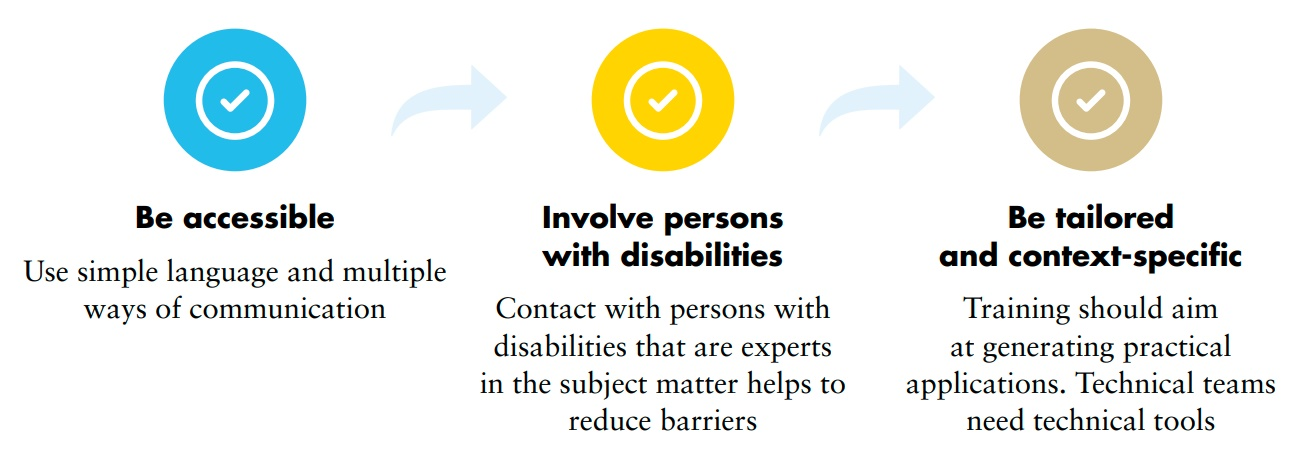 Be accessible
Use simple language and multiple
ways of communication
Involve persons
with disabilities
Contact with persons with
disabilities that are experts
in the subject matter helps to
reduce barriers
Be tailored
and context-specific
Training should aim
at generating practical
applications. Technical teams
need technical tools